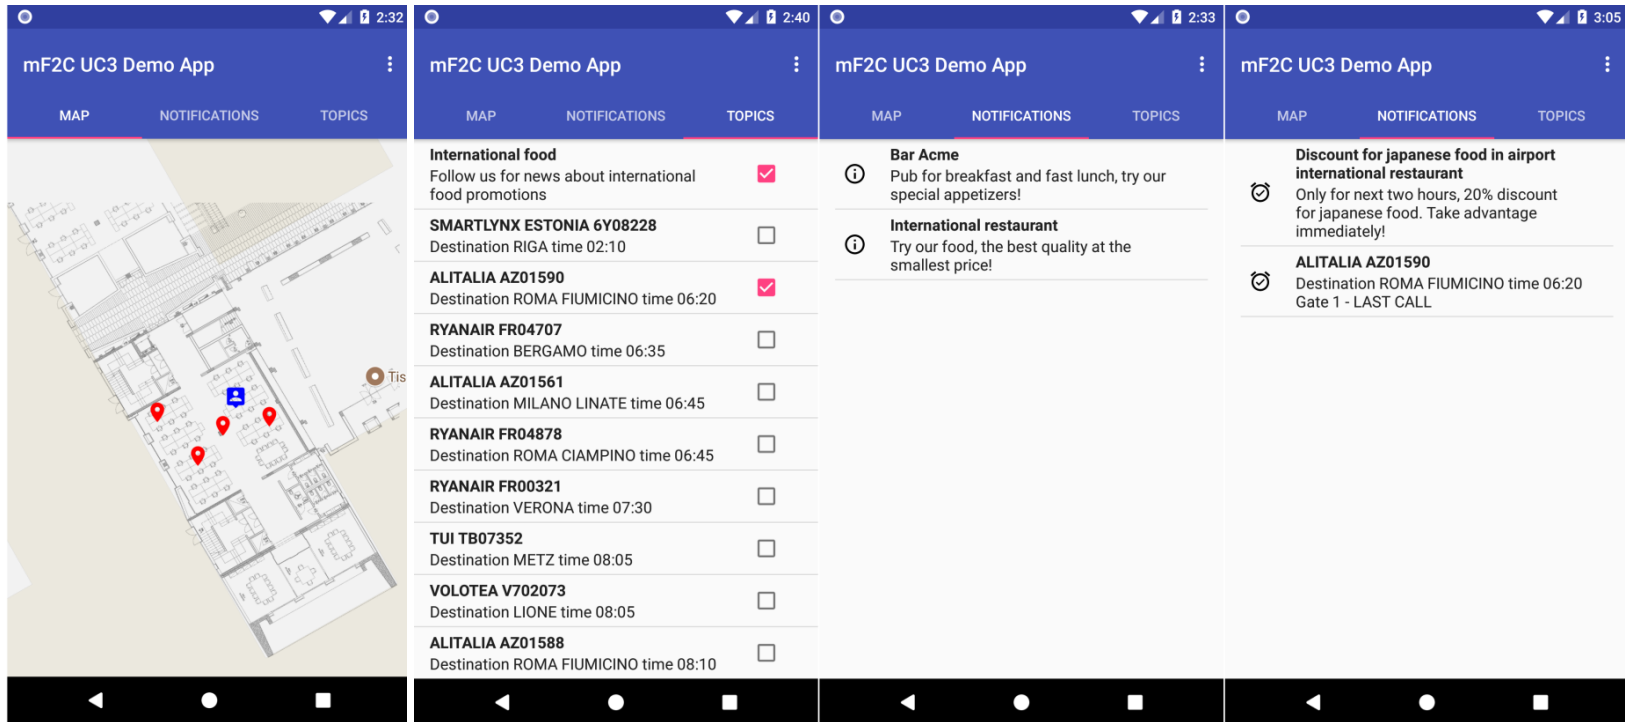 2:32
mF2C UC3 Demo App
MAP NOTIFICATIONS TOPICS
Tis
2:40
mF2C UC3 Demo App
MAP NOTIFICATIONS TOPICS
International food
Follow us for news about international
food promotions
SMARTLYNX ESTONIA 6Y08228
Destination RIGA time 02:10
ALITALIA AZ01590
Destination ROMA FIUMICINO time 06:20
RYANAIR FR04707
Destination BERGAMO time 06:35
ALITALIA AZ01561
Destination MILANO LINATE time 06:45
RYANAIR FR04878
Destination ROMA CIAMPINO time 06:45
RYANAIR FR00321
Destination VERONA time 07:30
TUI TB07352
Destination METZ time 08:05
VOLOTEA V702073
Destination LIONE time 08:05
ALITALIA AZ01588
Destination ROMA FIUMICINO time 08:10
2:33
mF2C UC3 Demo App
MAP NOTIFICATIONS TOPICS
Bar Acme
Pub for breakfast and fast lunch, try our
special appetizers!
International restaurant
Try our food, the best quality at the
smallest price!
3:05
mF2C UC3 Demo App
MAP NOTIFICATIONS TOPICS
Discount for japanese food in airport
international restaurant
Only for next two hours, 20% discount
for japanese food. Take advantage
immediately!
ALITALIA AZ01590
Destination ROMA FIUMICINO time 06:20
Gate 1 - LAST CALL